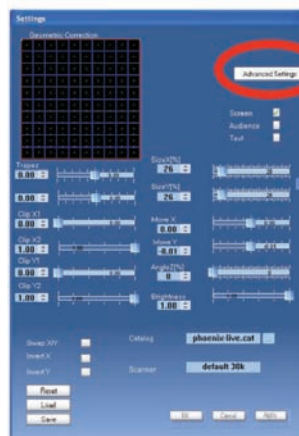 Settings
Geometric Correction
Advanced Settings
Screen
Audience
Test
Trapez
0.00
0.00
Clip X1
0.00
Clip X2
1.00
Clip Y1
0.00
Clip Y2
1.00
SizeX[%]
26
SizeY[%]
26
Move X
0.00
Move Y
-0.01
AngleZ[°]
0
Brightness
1.00
Swap X/Y
Invert X
Invert Y
Catalog
phoenix-live.cat
Scanner
default 30k
Reset
Load
Save
OK
Cancel
Apply